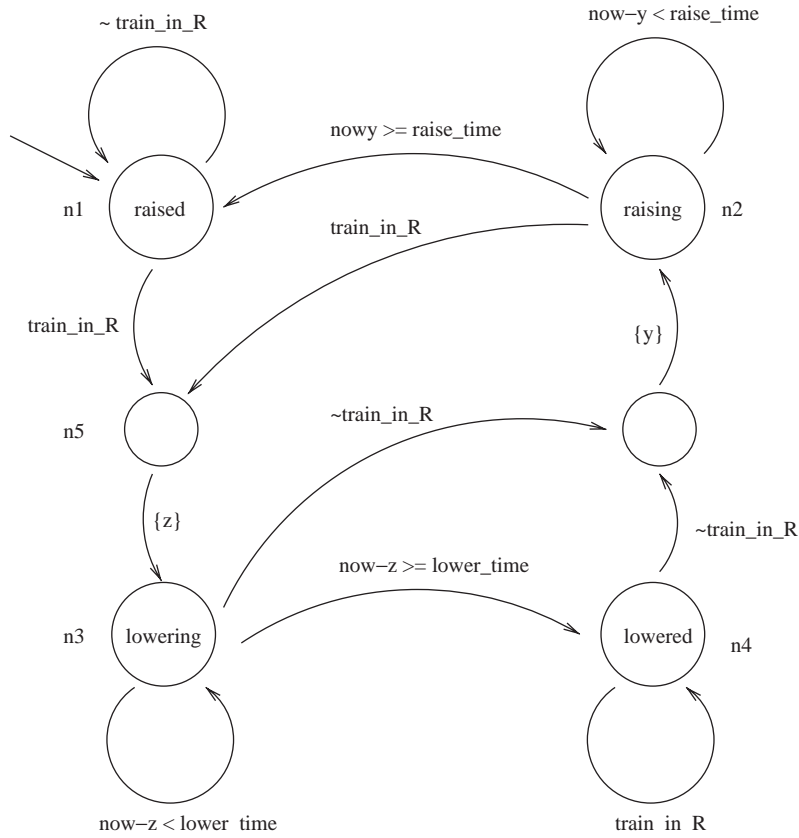 ~ train_in_R
now−y < raise_time
nowy >= raise_time
n1
raised
raising
n2
train_in_R
train_in_R
{y}
n5
~train_in_R
{z}
~train_in_R
now−z >= lower_time
n3
lowering
lowered
n4
now−z < lower_time
train_in_R